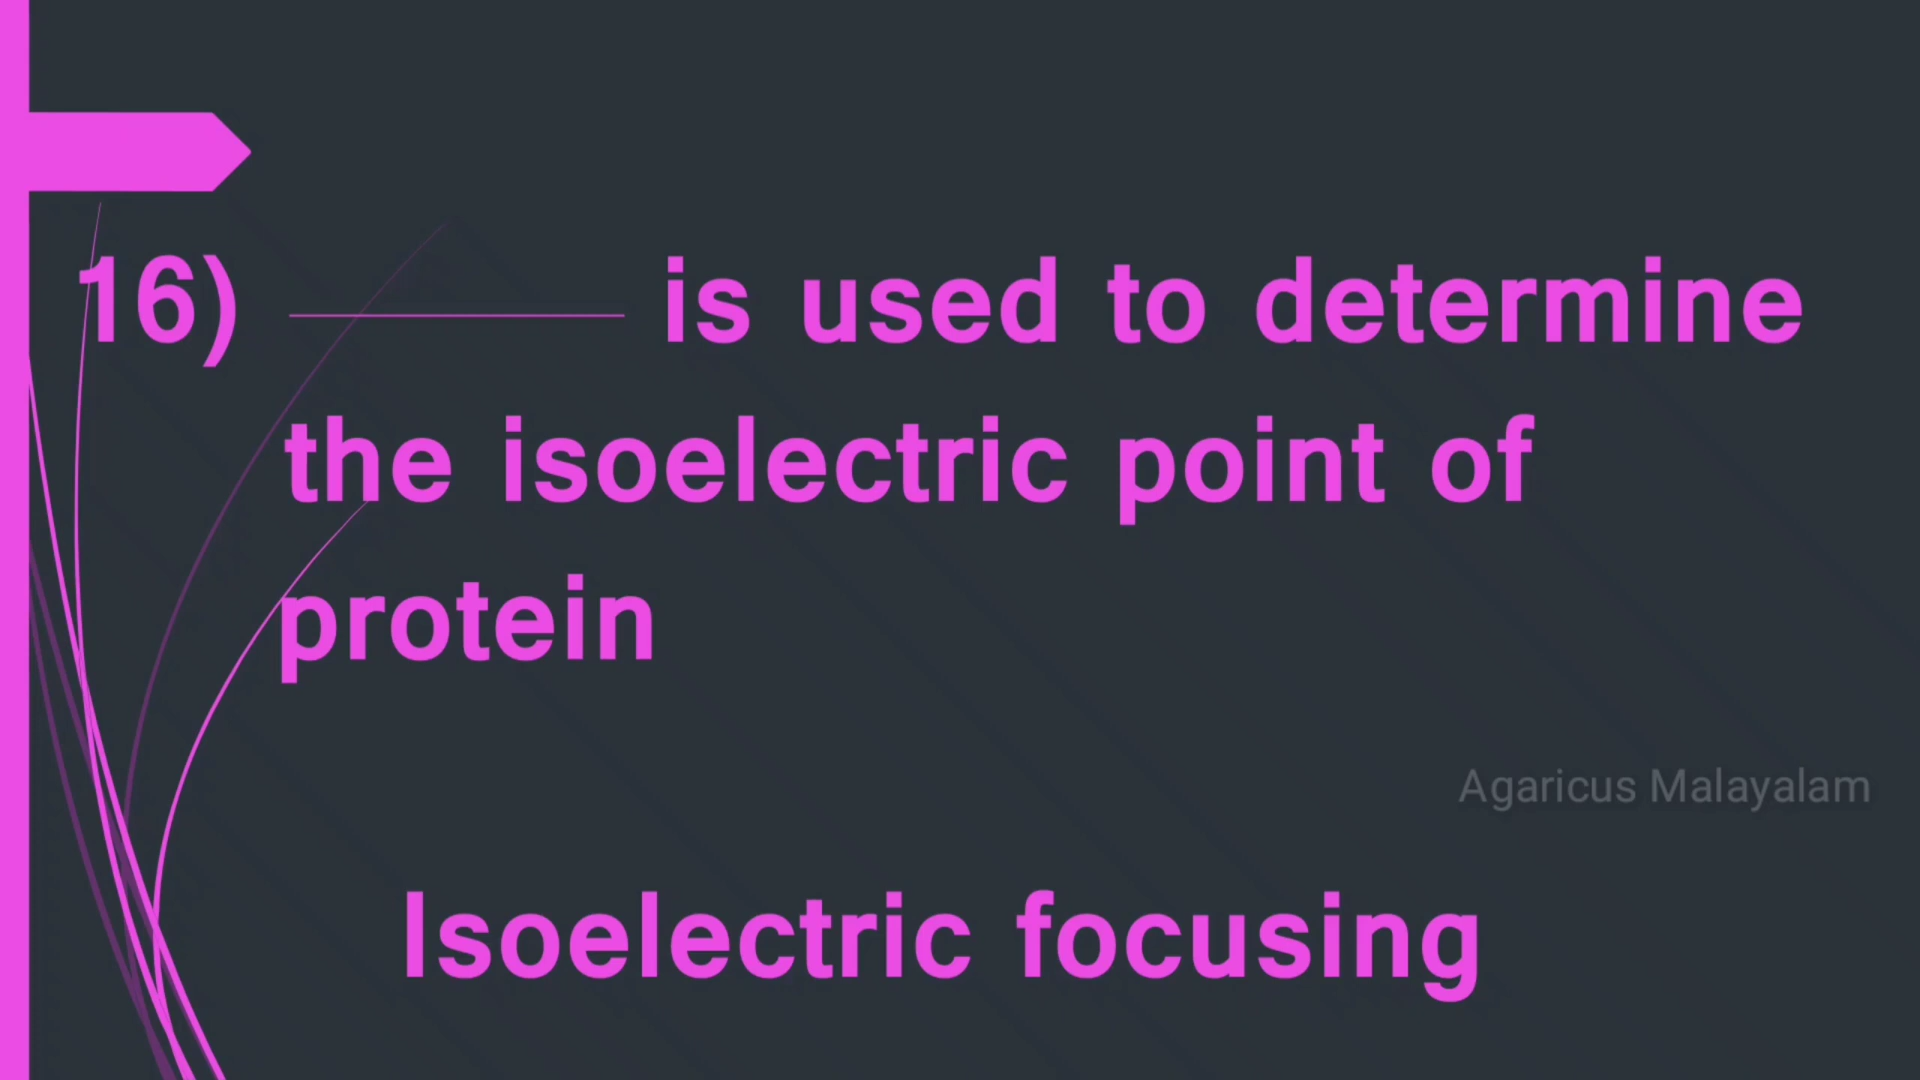 16) ________ is used to determine
the isoelectric point of
protein
Agaricus Malayalam
Isoelectric focusing